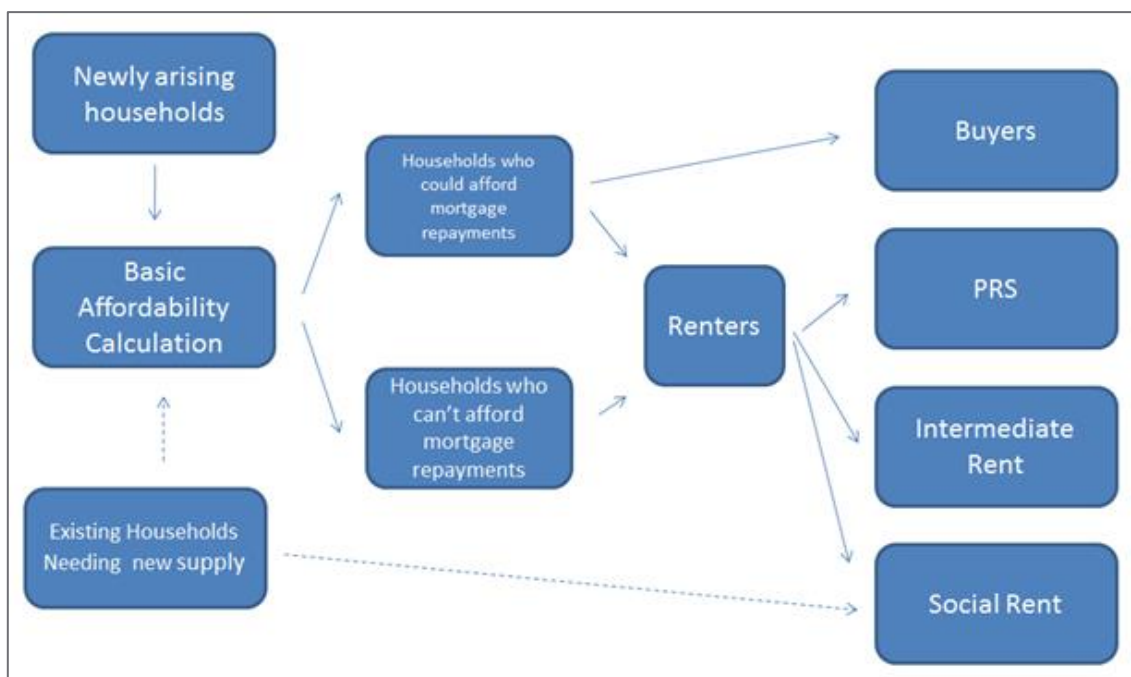 Newly arising
households
Basic
Affordability
Calculation
Existing Households
Needing new supply
Households who
could afford
mortgage
repayments
Households who
can't afford
mortgage
repayments
Renters
Buyers
PRS
Intermediate
Rent
Social Rent